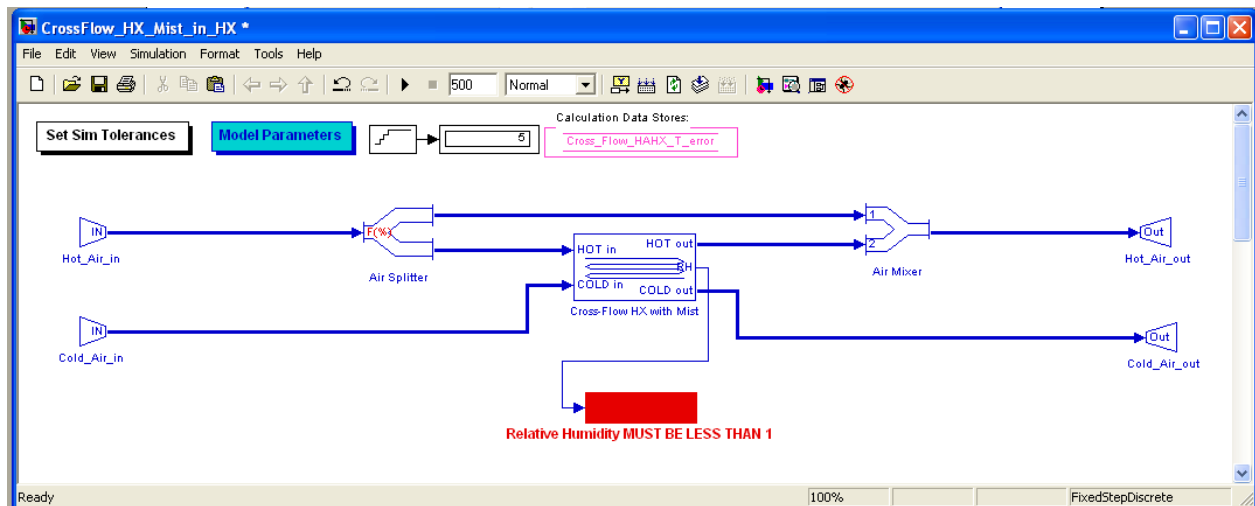 CrossFlow_HX_Mist_in_HX *
File Edit View Simulation Format Tools Help
500 Normal
Calculation Data Stores:
Set Sim Tolerances Model Parameters 5 Cross_Flow_HAHX_T_error
IN F(%) 1 2 Out
Hot_Air_in Air Splitter HOT in HOT out RH Air Mixer Hot_Air_out
COLD in COLD out
Cross-Flow HX with Mist
IN Out
Cold_Air_in Cold_Air_out
Relative Humidity MUST BE LESS THAN 1
Ready 100% FixedStepDiscrete